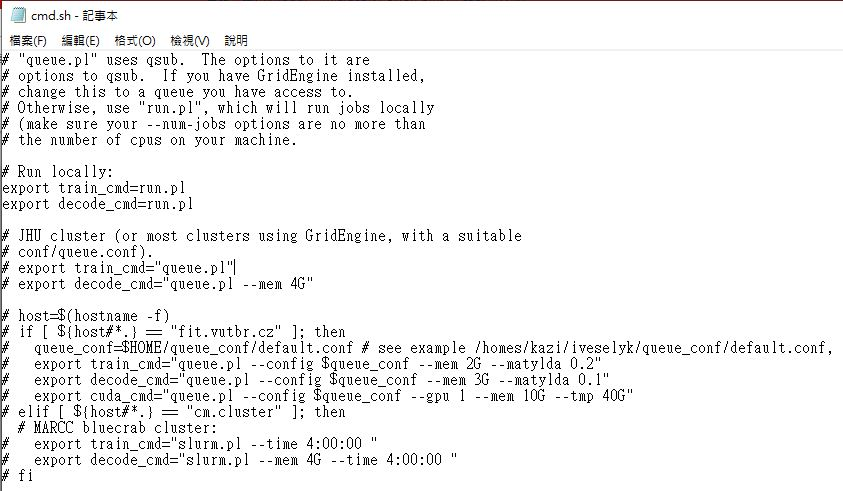 cmd.sh - 記事本
檔案(F) 編輯(E) 格式(O) 檢視(V) 說明
# "queue.pl" uses qsub.  The options to it are
# options to qsub.  If you have GridEngine installed,
# change this to a queue you have access to.
# Otherwise, use "run.pl", which will run jobs locally
# (make sure your --num-jobs options are no more than
# the number of cpus on your machine.

# Run locally:
export train_cmd=run.pl
export decode_cmd=run.pl

# JHU cluster (or most clusters using GridEngine, with a suitable
# conf/queue.conf).
# export train_cmd="queue.pl"
# export decode_cmd="queue.pl --mem 4G"

# host=$(hostname -f)
# if [ ${host#*.} == "fit.vutbr.cz" ]; then
#   queue_conf=$HOME/queue_conf/default.conf # see example /homes/kazi/iveselyk/queue_conf/default.conf,
#   export train_cmd="queue.pl --config $queue_conf --mem 2G --matylda 0.2"
#   export decode_cmd="queue.pl --config $queue_conf --mem 3G --matylda 0.1"
#   export cuda_cmd="queue.pl --config $queue_conf --gpu 1 --mem 10G --tmp 40G"
# elif [ ${host#*.} == "cm.cluster" ]; then
  # MARCC bluecrab cluster:
#   export train_cmd="slurm.pl --time 4:00:00 "
#   export decode_cmd="slurm.pl --mem 4G --time 4:00:00 "
# fi